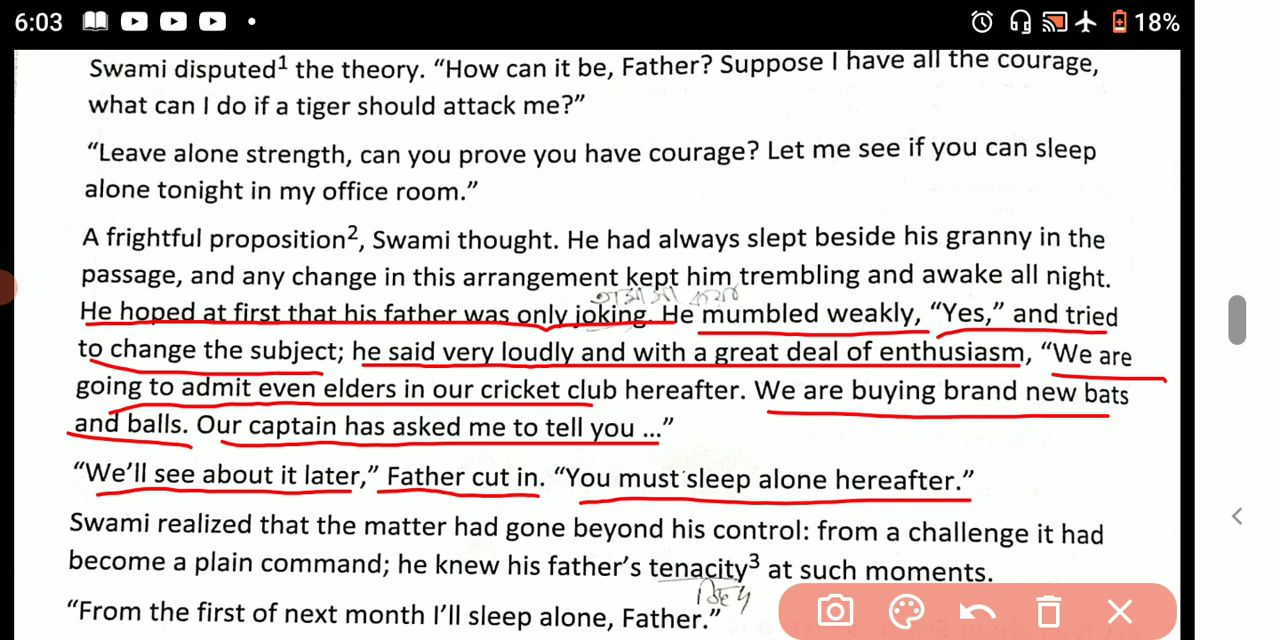 6:03
18%
Swami disputed¹ the theory. “How can it be, Father? Suppose I have all the courage,
what can I do if a tiger should attack me?”
“Leave alone strength, can you prove you have courage? Let me see if you can sleep
alone tonight in my office room.”
A frightful proposition², Swami thought. He had always slept beside his granny in the
passage, and any change in this arrangement kept him trembling and awake all night.
He hoped at first that his father was only joking. He mumbled weakly, “Yes,” and tried
to change the subject; he said very loudly and with a great deal of enthusiasm, “We are
going to admit even elders in our cricket club hereafter. We are buying brand new bats
and balls. Our captain has asked me to tell you ...”
“We’ll see about it later,” Father cut in. “You must sleep alone hereafter.”
Swami realized that the matter had gone beyond his control: from a challenge it had
become a plain command; he knew his father’s tenacity³ at such moments.
“From the first of next month I’ll sleep alone, Father.”